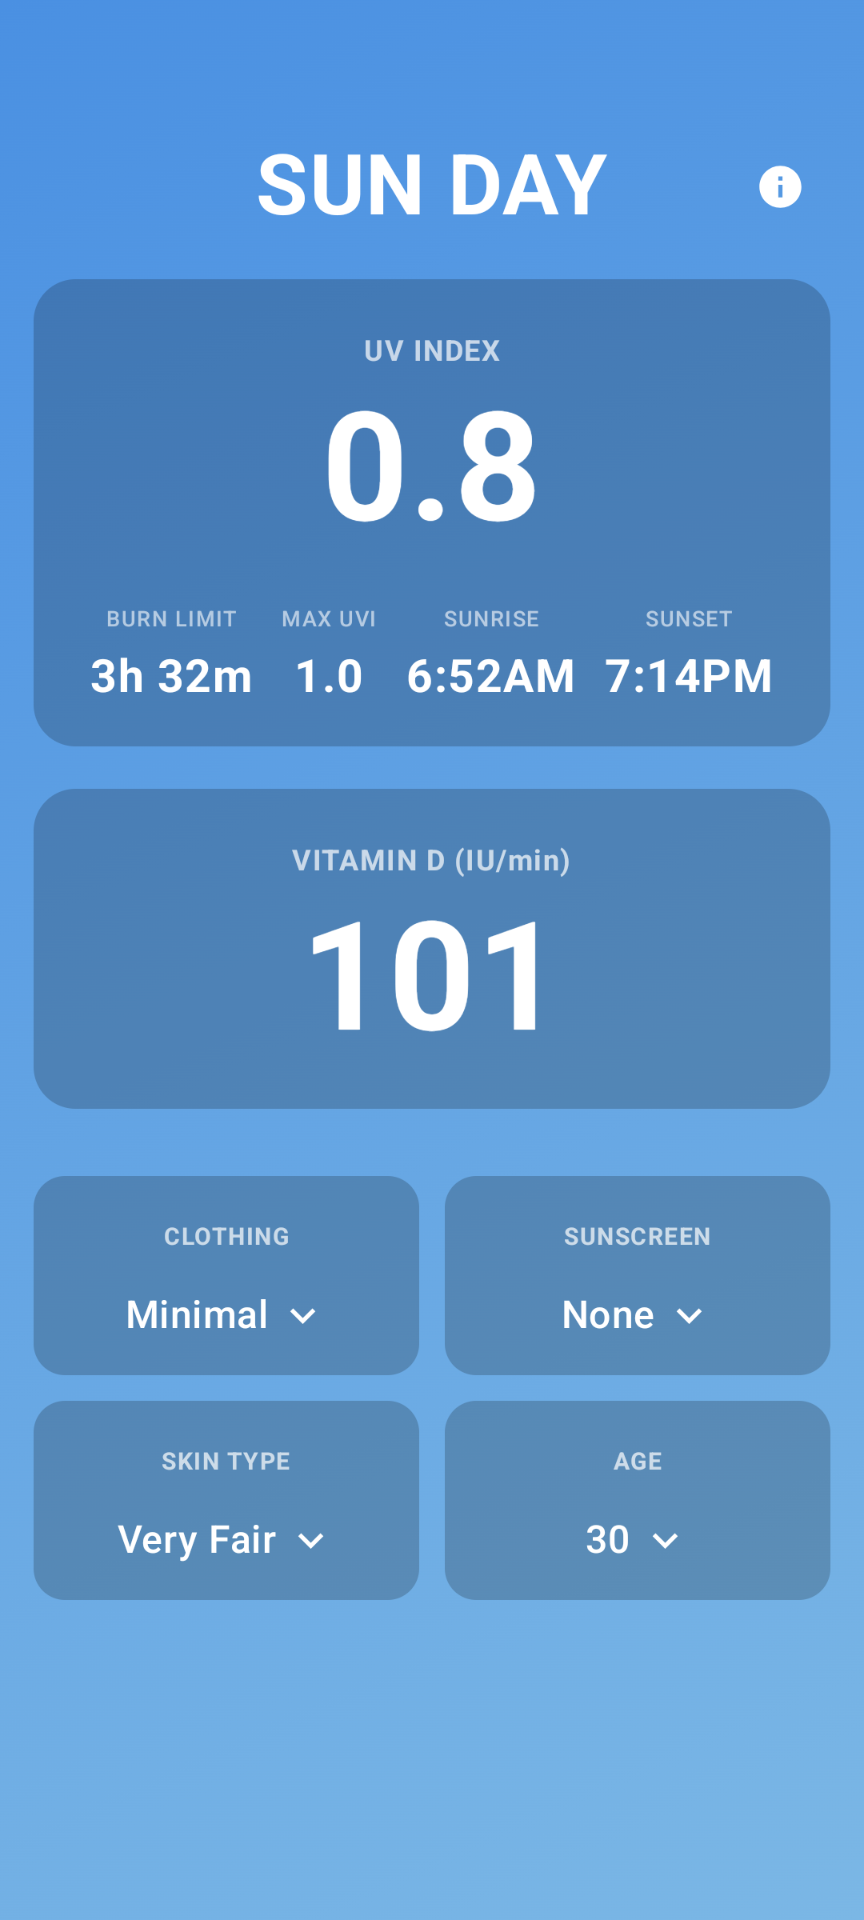 SUN DAY
UV INDEX
0.8
BURN LIMIT MAX UVI SUNRISE SUNSET
3h 32m 1.0 6:52AM 7:14PM
VITAMIN D (IU/min)
101
CLOTHING SUNSCREEN
Minimal None
SKIN TYPE AGE
Very Fair 30